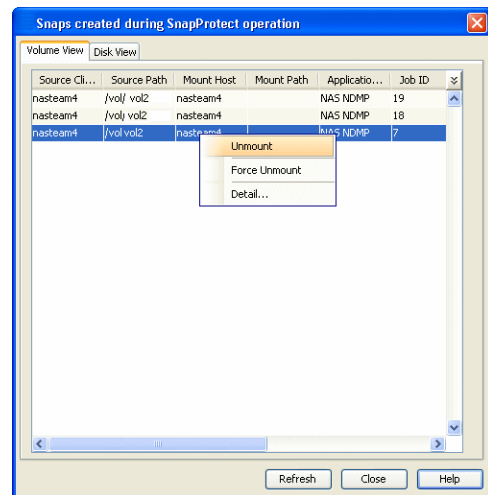 Snaps created during SnapProtect operation
Volume View Disk View
Source Cli... Source Path Mount Host Mount Path Applicatio... Job ID
nasteam4 /vol/ vol2 nasteam4 NAS NDMP 19
nasteam4 /vol/ vol2 nasteam4 NAS NDMP 18
nasteam4 /vol vol2 nasteam4 NAS NDMP 7
Unmount
Force Unmount
Detail...
Refresh Close Help